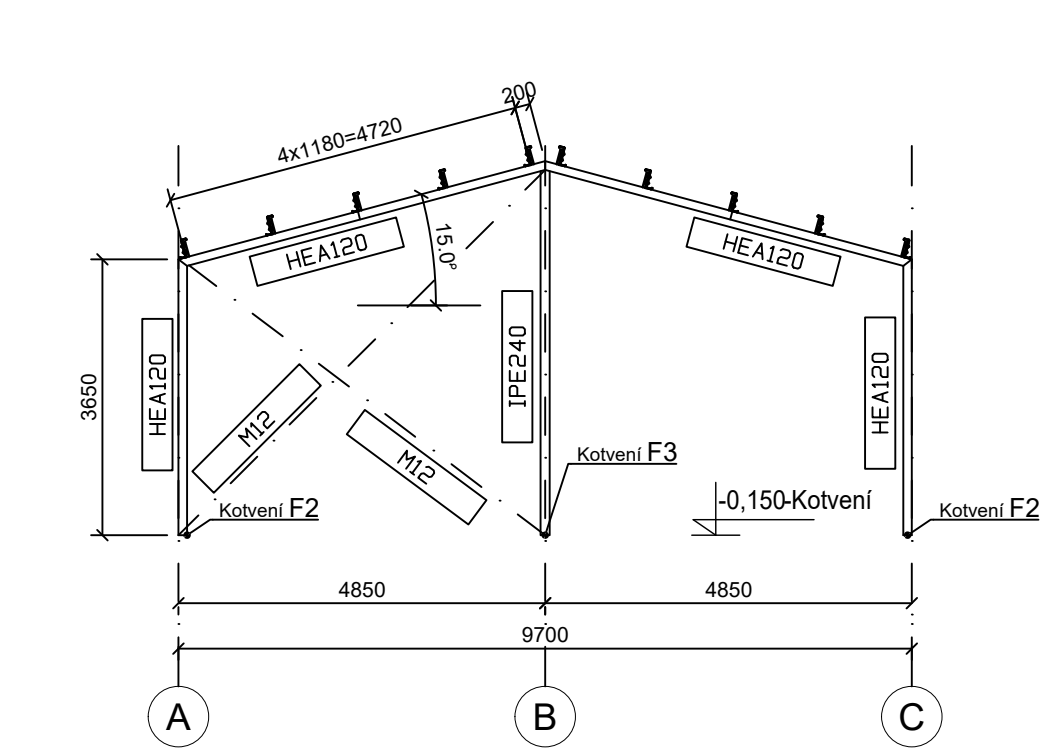 200
4x1180=4720
HEA120
15.0°
HEA120
HEA120
IPE240
HEA120
3650
M12
M12
Kotvení F3
-0,150-Kotvení
Kotvení F2
Kotvení F2
4850
4850
9700
A
B
C